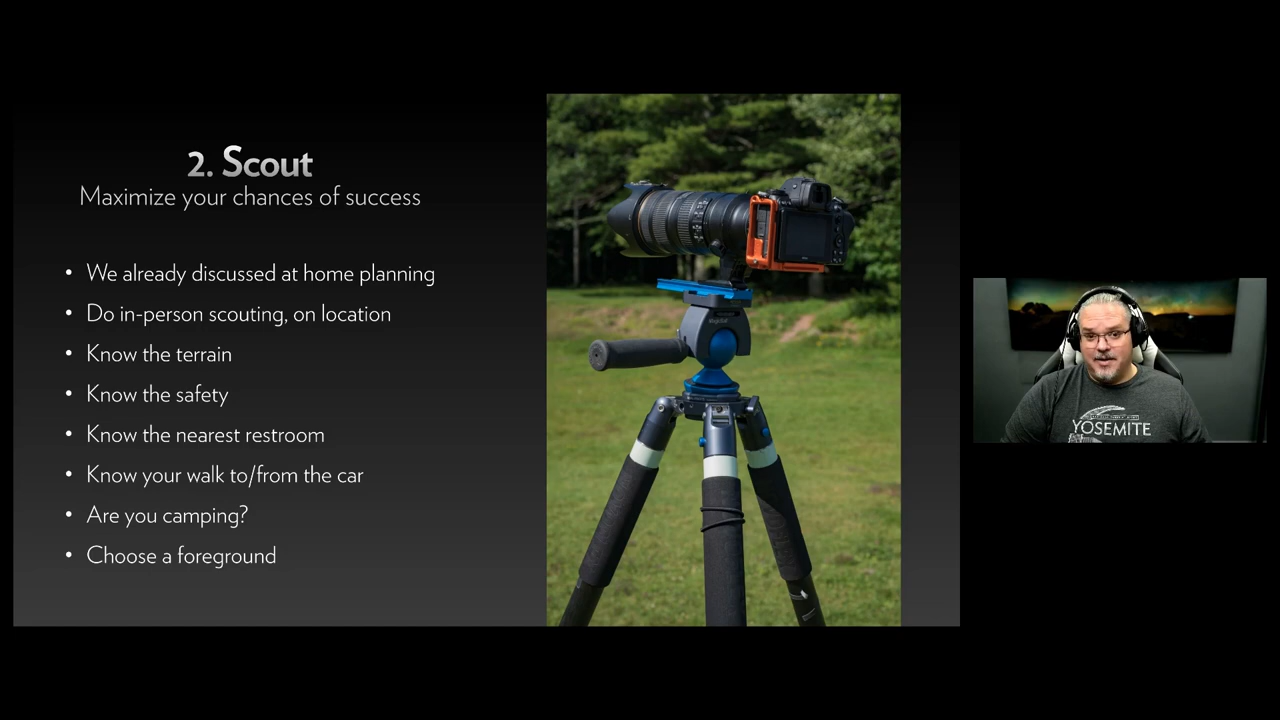 2. Scout
Maximize your chances of success
• We already discussed at home planning
• Do in-person scouting, on location
• Know the terrain
• Know the safety
• Know the nearest restroom
• Know your walk to/from the car
• Are you camping?
• Choose a foreground
YOSEMITE